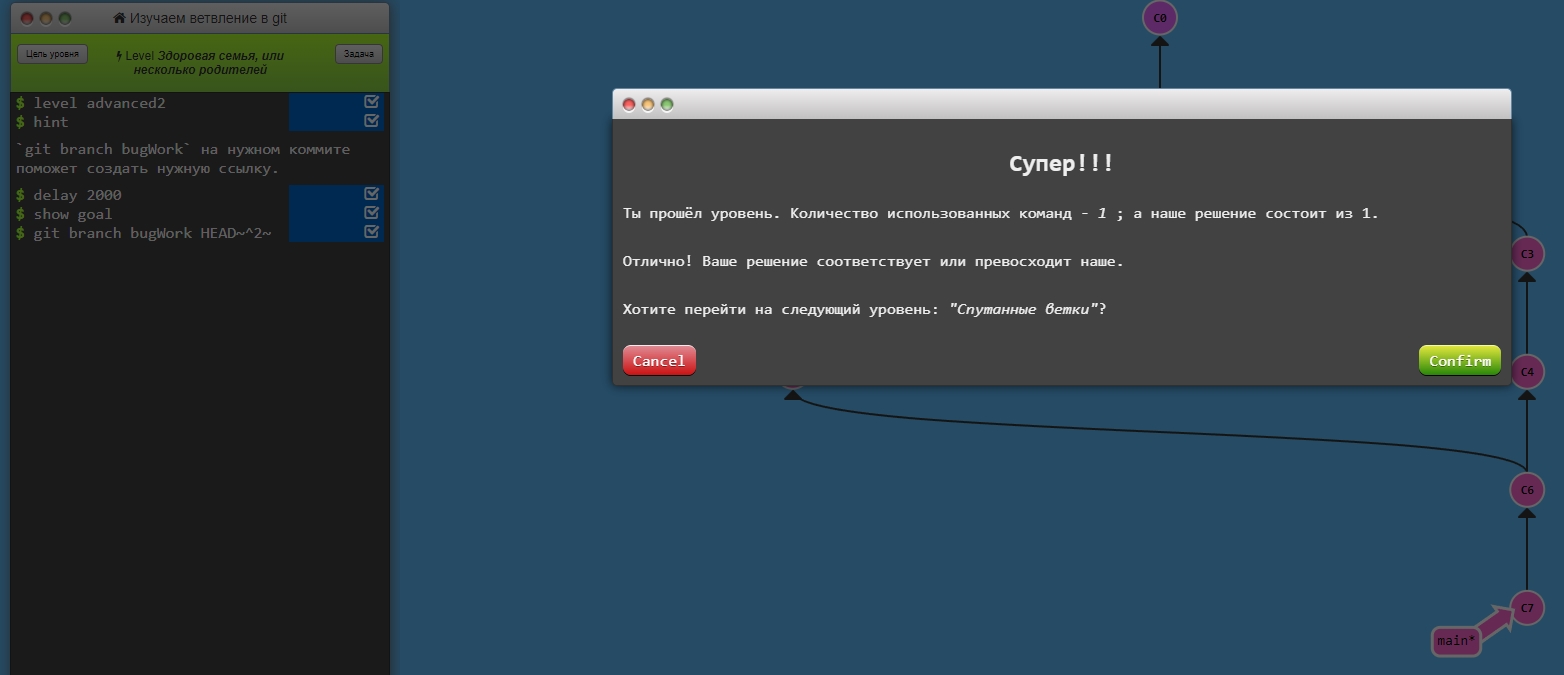 Изучаем ветвление в git
Цель уровня
Level Здоровая семья, или
несколько родителей
Задача
$ level advanced2
$ hint
`git branch bugWork` на нужном коммите
поможет создать нужную ссылку.
$ delay 2000
$ show goal
$ git branch bugWork HEAD~^2~
C0
Супер!!!
Ты прошёл уровень. Количество использованных команд - 1 ; а наше решение состоит из 1.
Отлично! Ваше решение соответствует или превосходит наше.
Хотите перейти на следующий уровень: "Спутанные ветки"?
Cancel
Confirm
C3
C4
C6
C7
main*